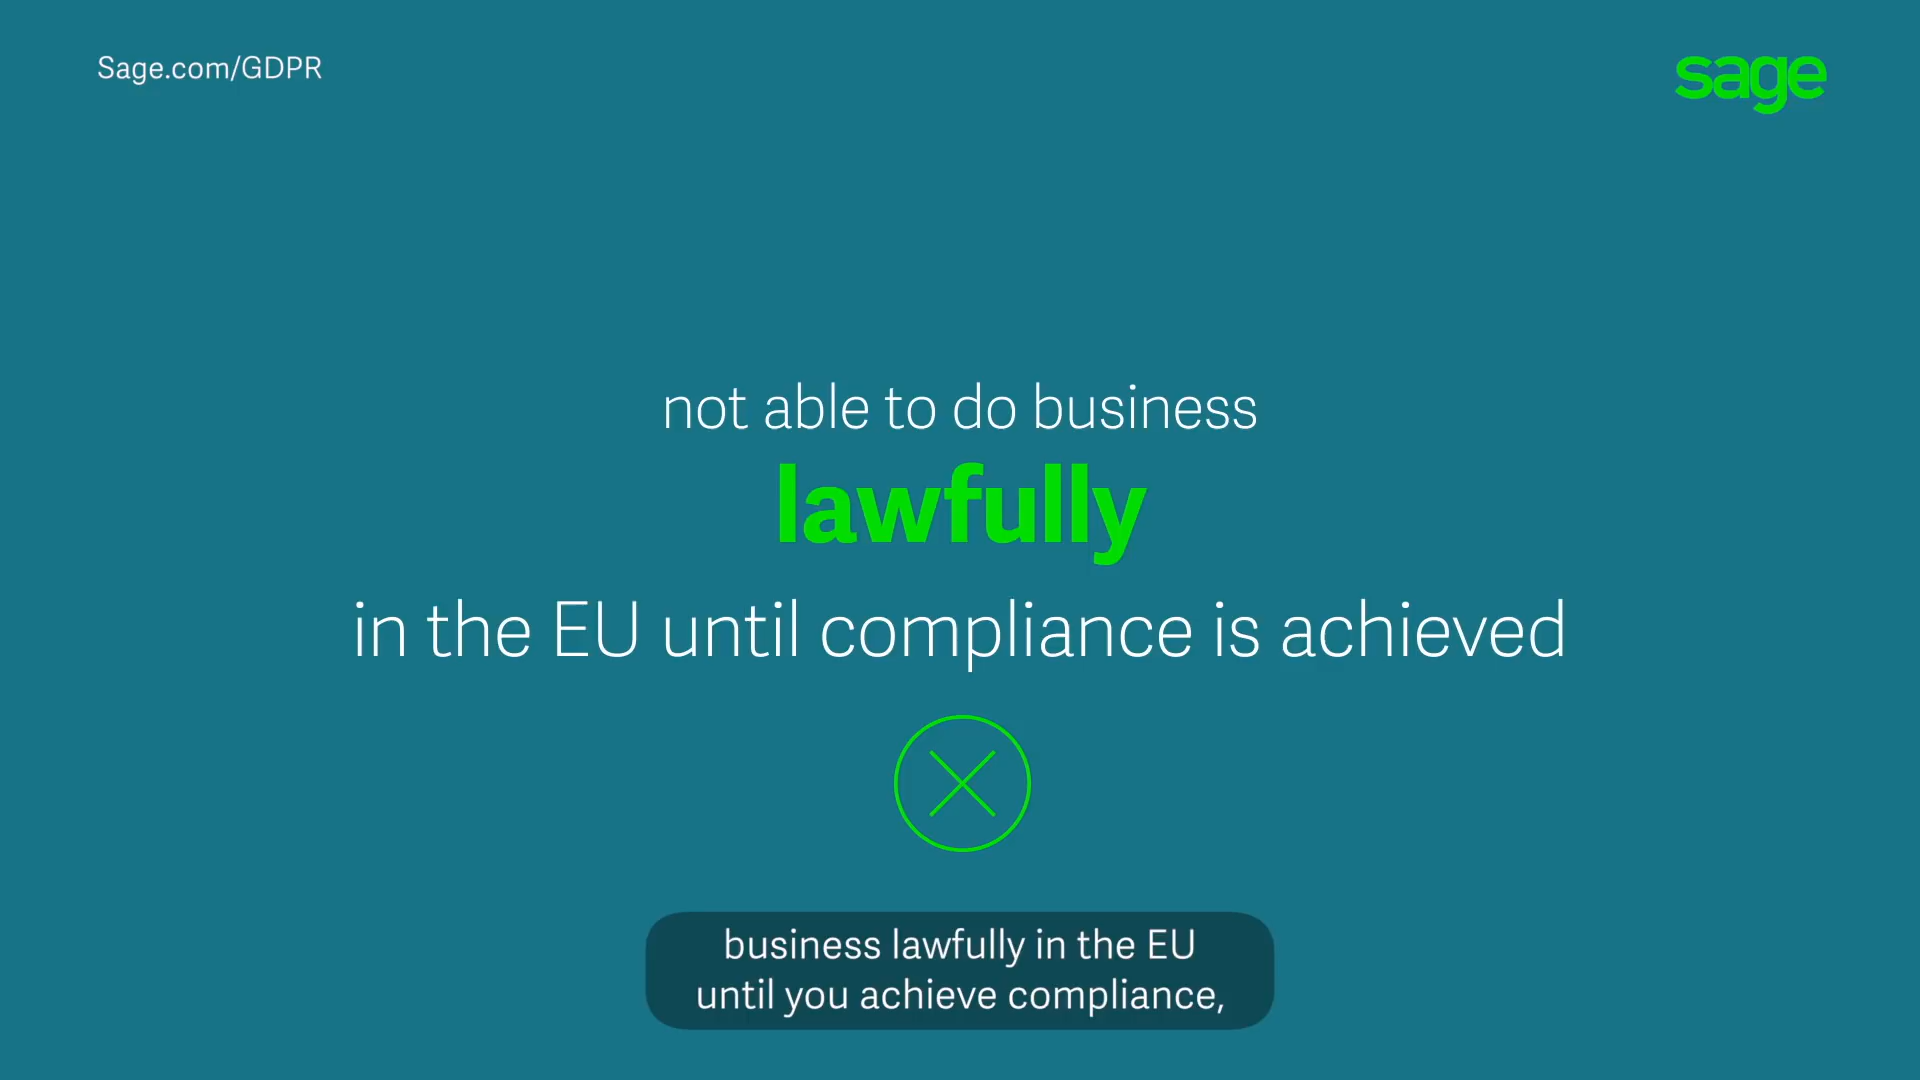 Sage.com/GDPR
sage
not able to do business
lawfully
in the EU until compliance is achieved
business lawfully in the EU
until you achieve compliance,